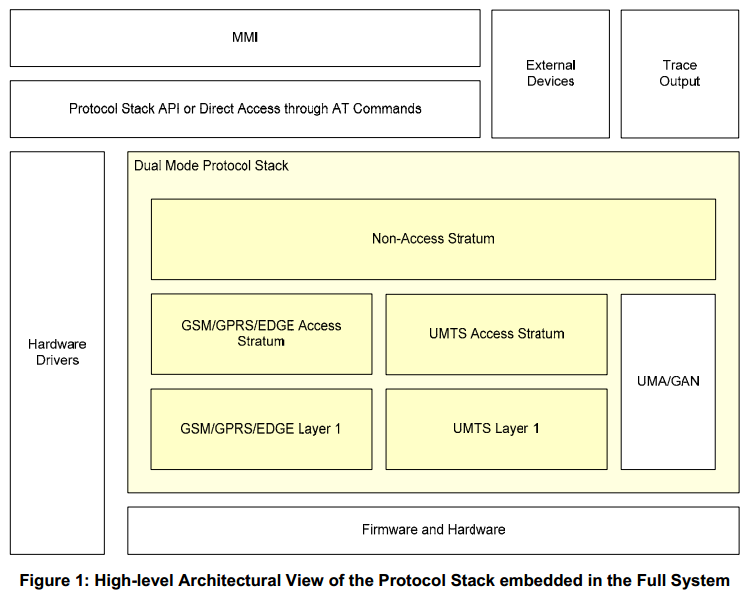 MMI
External
Devices
Trace
Output
Protocol Stack API or Direct Access through AT Commands
Dual Mode Protocol Stack
Non-Access Stratum
Hardware
Drivers
GSM/GPRS/EDGE Access
Stratum
UMTS Access Stratum
UMA/GAN
GSM/GPRS/EDGE Layer 1
UMTS Layer 1
Firmware and Hardware
Figure 1: High-level Architectural View of the Protocol Stack embedded in the Full System